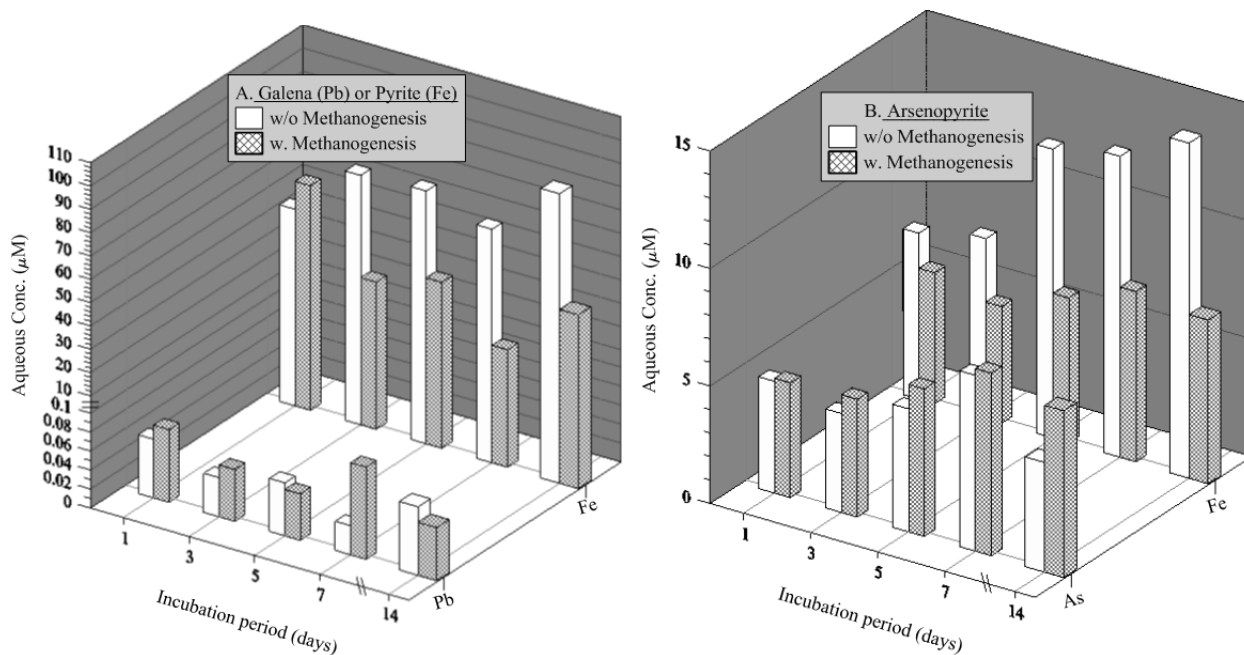 A. Galena (Pb) or Pyrite (Fe)
w/o Methanogenesis
w. Methanogenesis
Aqueous Conc. (μM)
110
100
90
80
70
60
50
40
30
20
10
0.1
0.08
0.06
0.04
0.02
0
1
3
5
7
14
Incubation period (days)
Pb
Fe
B. Arsenopyrite
w/o Methanogenesis
w. Methanogenesis
Aqueous Conc. (μM)
15
10
5
0
1
3
5
7
14
Incubation period (days)
As
Fe